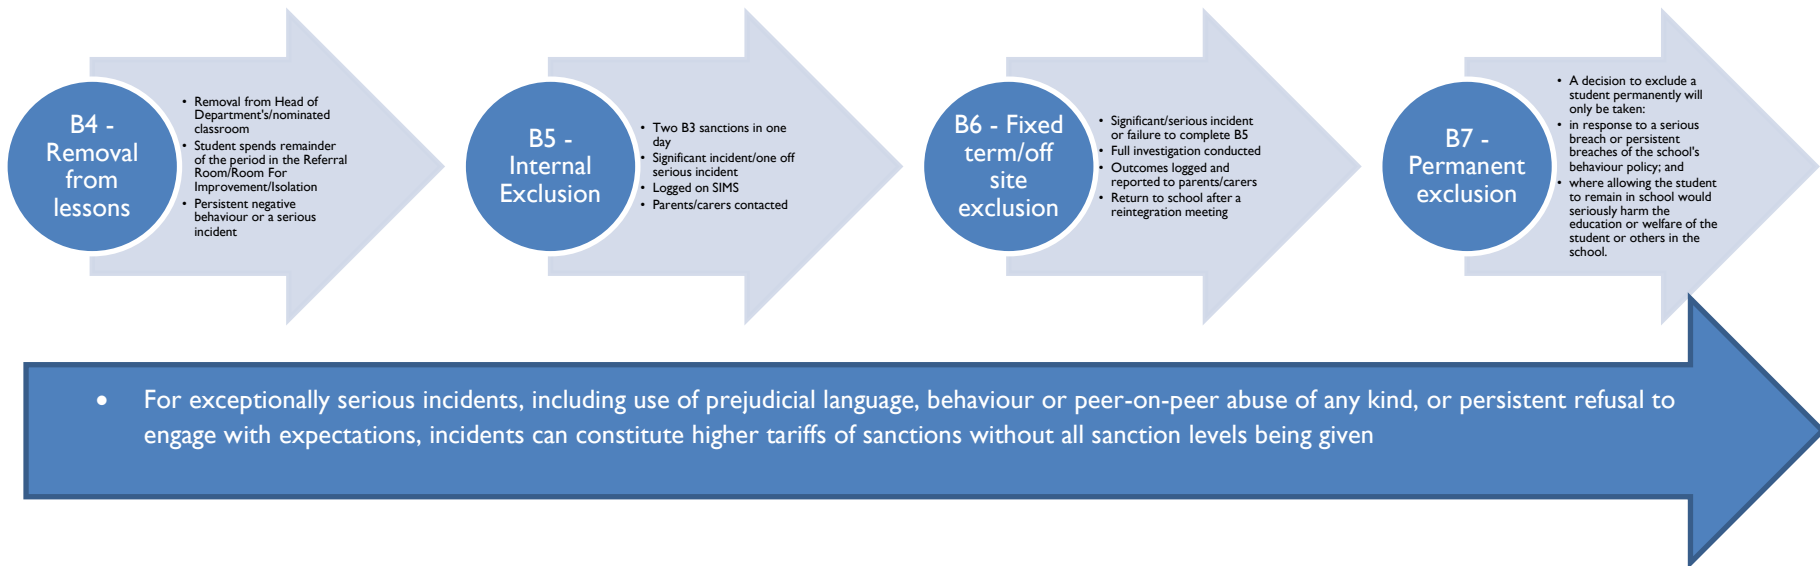 B4 -
Removal
from
lessons
• Removal from Head of
Department's/nominated
classroom
• Student spends remainder
of the period in the Referral
Room/Room For
Improvement/Isolation
• Persistent negative
behaviour or a serious
incident
B5 -
Internal
Exclusion
• Two B3 sanctions in one
day
• Significant incident/one off
serious incident
• Logged on SIMS
• Parents/carers contacted
B6 - Fixed
term/off
site
exclusion
• Significant/serious incident
or failure to complete B5
• Full investigation conducted
• Outcomes logged and
reported to parents/carers
• Return to school after a
reintegration meeting
B7 -
Permanent
exclusion
• A decision to exclude a
student permanently will
only be taken:
• in response to a serious
breach or persistent
breaches of the school's
behaviour policy; and
• where allowing the student
to remain in school would
seriously harm the
education or welfare of the
student or others in the
school.
• For exceptionally serious incidents, including use of prejudicial language, behaviour or peer-on-peer abuse of any kind, or persistent refusal to
engage with expectations, incidents can constitute higher tariffs of sanctions without all sanction levels being given